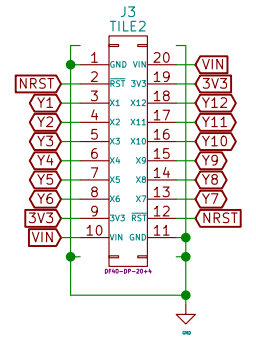 J3
TILE2
1 GND VIN 20 VIN
NRST 2 RST 3V3 19 3V3
Y1 3 X1 X12 18 Y12
Y2 4 X2 X11 17 Y11
Y3 5 X3 X10 16 Y10
Y4 6 X4 X9 15 Y9
Y5 7 X5 X8 14 Y8
Y6 8 X6 X7 13 Y7
3V3 9 3V3 RST 12 NRST
VIN 10 VIN GND 11
DF40-DP-20+4
GND